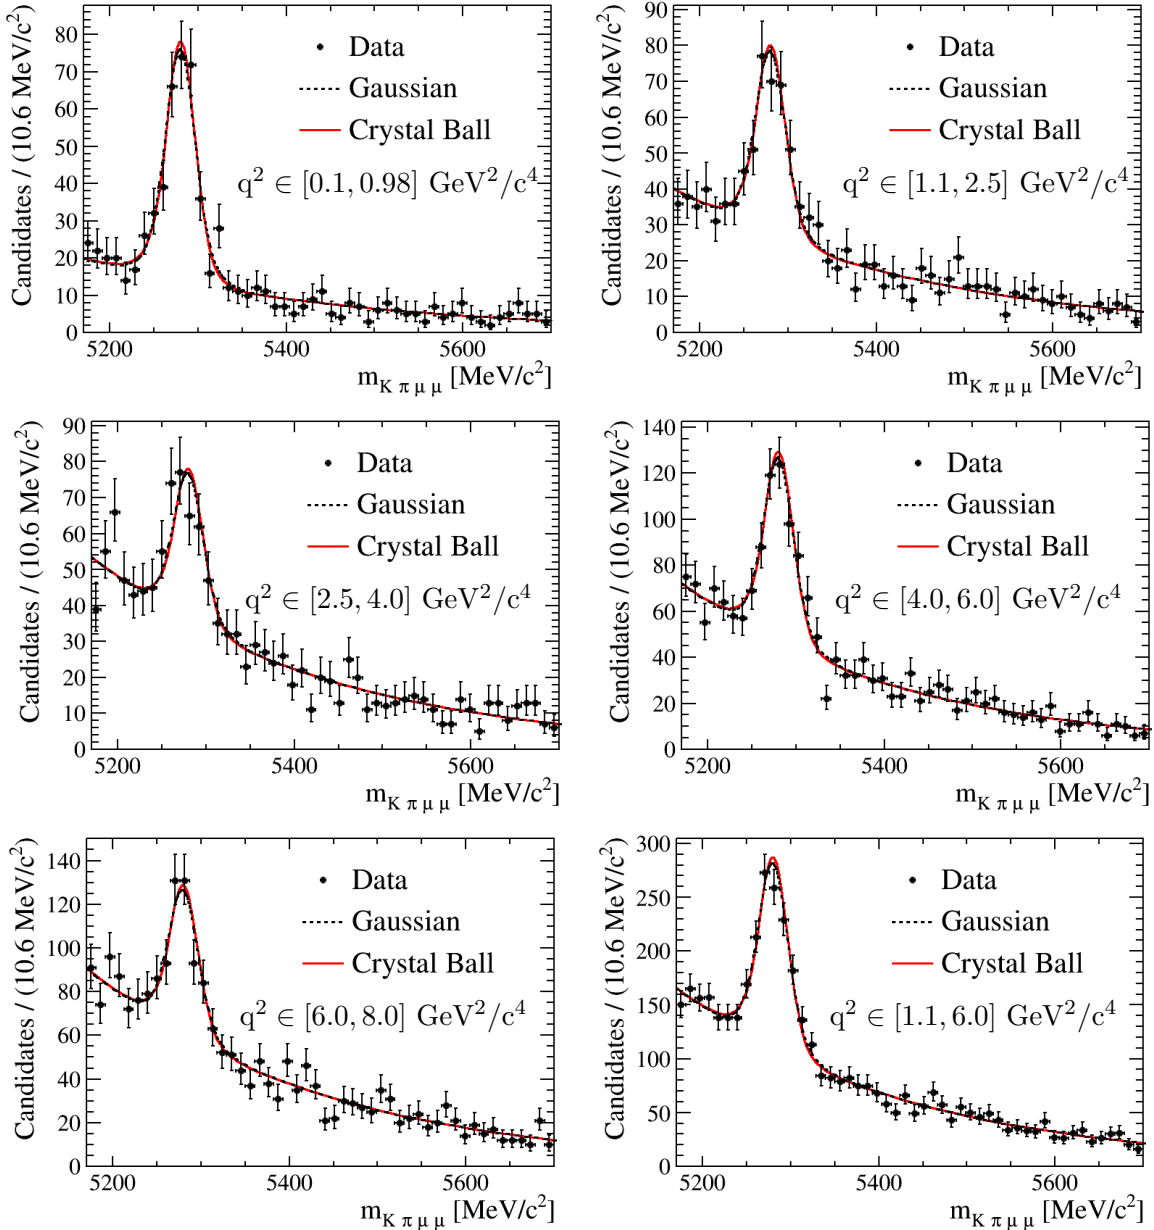 Candidates / (10.6 MeV/c²)
80
70
60
50
40
30
20
10
0
Data
Gaussian
Crystal Ball
q² ∈ [0.1, 0.98] GeV²/c⁴
5200 5400 5600
m_{K π μ μ} [MeV/c²]
Candidates / (10.6 MeV/c²)
90
80
70
60
50
40
30
20
10
0
Data
Gaussian
Crystal Ball
q² ∈ [1.1, 2.5] GeV²/c⁴
5200 5400 5600
m_{K π μ μ} [MeV/c²]
Candidates / (10.6 MeV/c²)
90
80
70
60
50
40
30
20
10
0
Data
Gaussian
Crystal Ball
q² ∈ [2.5, 4.0] GeV²/c⁴
5200 5400 5600
m_{K π μ μ} [MeV/c²]
Candidates / (10.6 MeV/c²)
140
120
100
80
60
40
20
0
Data
Gaussian
Crystal Ball
q² ∈ [4.0, 6.0] GeV²/c⁴
5200 5400 5600
m_{K π μ μ} [MeV/c²]
Candidates / (10.6 MeV/c²)
140
120
100
80
60
40
20
0
Data
Gaussian
Crystal Ball
q² ∈ [6.0, 8.0] GeV²/c⁴
5200 5400 5600
m_{K π μ μ} [MeV/c²]
Candidates / (10.6 MeV/c²)
300
250
200
150
100
50
0
Data
Gaussian
Crystal Ball
q² ∈ [1.1, 6.0] GeV²/c⁴
5200 5400 5600
m_{K π μ μ} [MeV/c²]